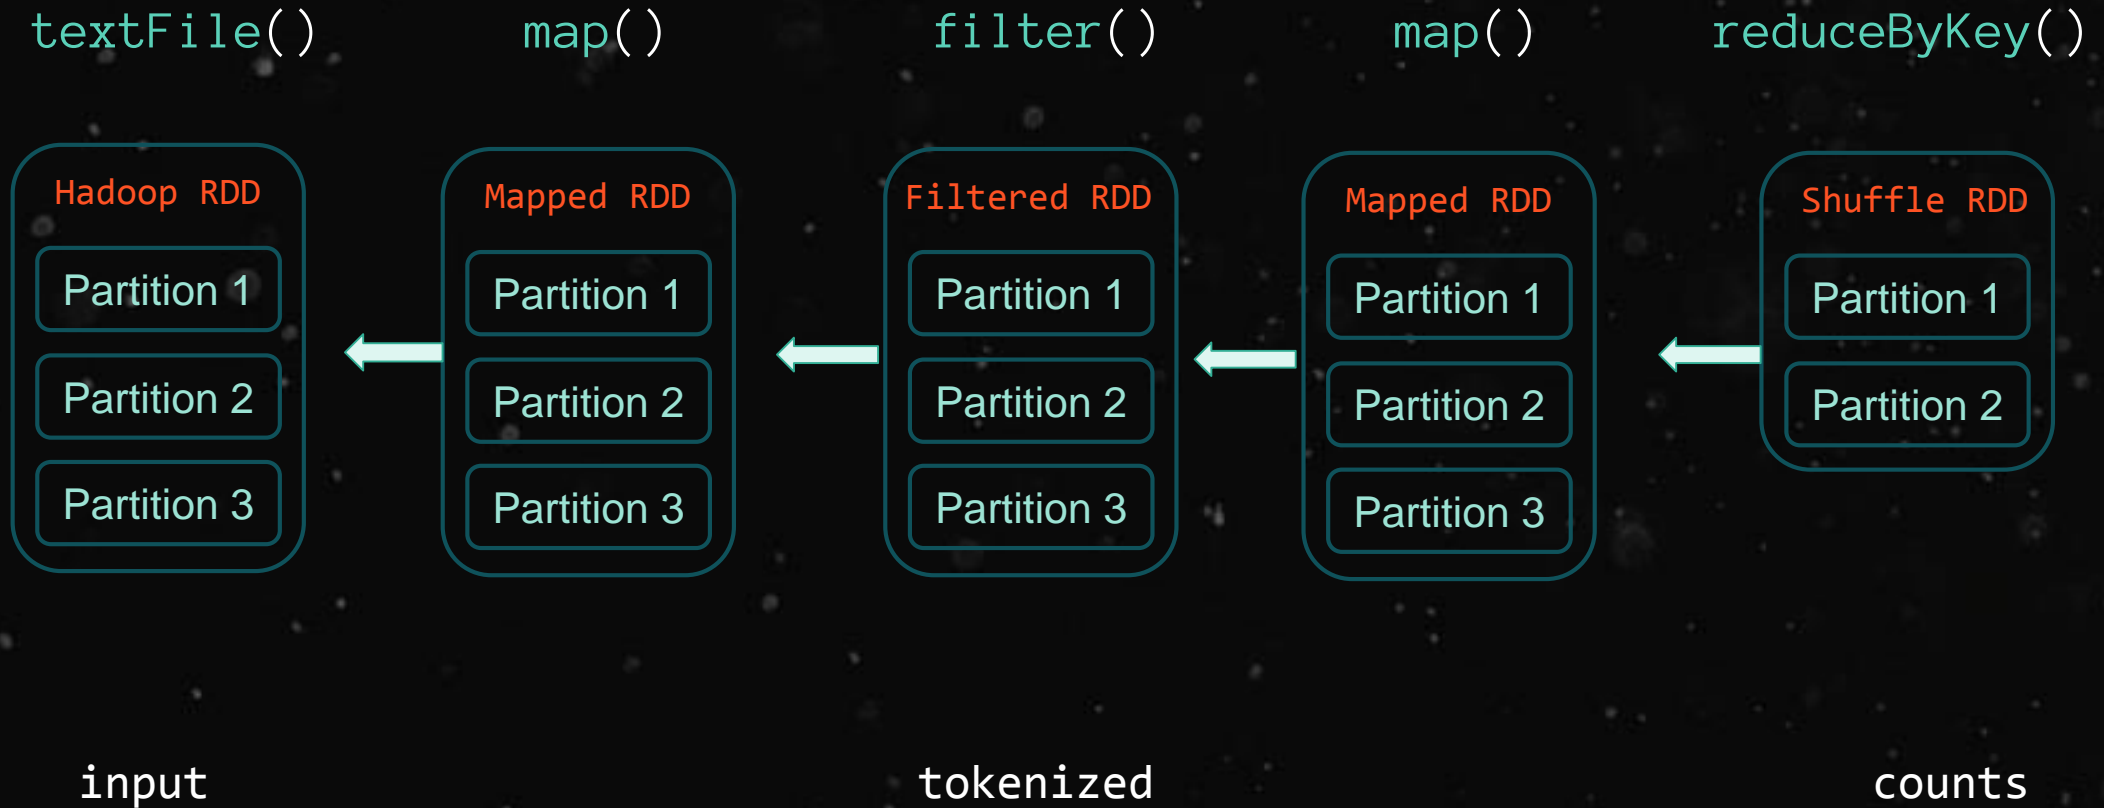 textFile()
map()
filter()
map()
reduceByKey()
Hadoop RDD
Partition 1
Partition 2
Partition 3
Mapped RDD
Partition 1
Partition 2
Partition 3
Filtered RDD
Partition 1
Partition 2
Partition 3
Mapped RDD
Partition 1
Partition 2
Partition 3
Shuffle RDD
Partition 1
Partition 2
input
tokenized
counts